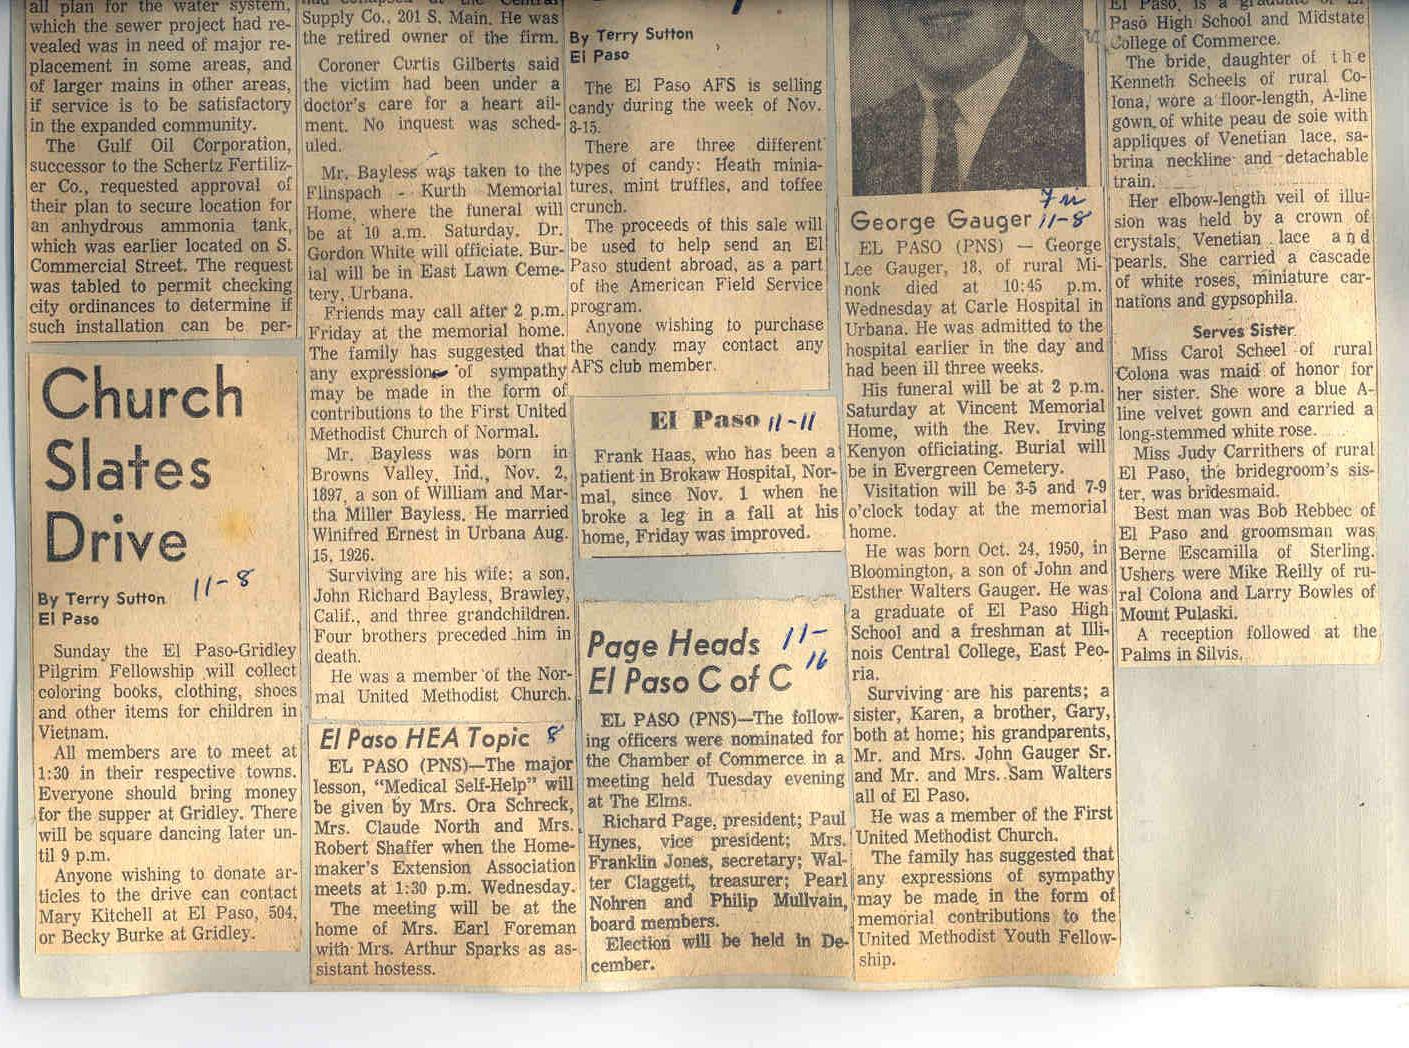 all plan for the water system,
which the sewer project had re-
vealed was in need of major re-
placement in some areas, and
of larger mains in other areas,
if service is to be satisfactory
in the expanded community.
The Gulf Oil Corporation,
successor to the Schertz Fertiliz-
er Co., requested approval of
their plan to secure location for
an anhydrous ammonia tank,
which was earlier located on S.
Commercial Street. The request
was tabled to permit checking
city ordinances to determine if
such installation can be per-
Church
Slates
Drive
11-8
By Terry Sutton
El Paso
Sunday the El Paso-Gridley
Pilgrim Fellowship will collect
coloring books, clothing, shoes
and other items for children in
Vietnam.
All members are to meet at
1:30 in their respective towns.
Everyone should bring money
for the supper at Gridley. There
will be square dancing later un-
til 9 p.m.
Anyone wishing to donate ar-
ticles to the drive can contact
Mary Kitchell at El Paso, 504,
or Becky Burke at Gridley.
had collapsed at the Central
Supply Co., 201 S. Main. He was
the retired owner of the firm.
Coroner Curtis Gilberts said
the victim had been under a
doctor's care for a heart ail-
ment. No inquest was sched-
uled.
Mr. Bayless was taken to the
Flinspach - Kurth Memorial
Home, where the funeral will
be at 10 a.m. Saturday. Dr.
Gordon White will officiate. Bur-
ial will be in East Lawn Ceme-
tery, Urbana.
Friends may call after 2 p.m.
Friday at the memorial home.
The family has suggested that
any expression of sympathy
may be made in the form of
contributions to the First United
Methodist Church of Normal.
Mr. Bayless was born in
Browns Valley, Ind., Nov. 2,
1897, a son of William and Mar-
tha Miller Bayless. He married
Winifred Ernest in Urbana Aug.
15, 1926.
Surviving are his wife; a son,
John Richard Bayless, Brawley,
Calif., and three grandchildren.
Four brothers preceded him in
death.
He was a member of the Nor-
mal United Methodist Church.
El Paso HEA Topic 8
EL PASO (PNS)—The major
lesson, "Medical Self-Help" will
be given by Mrs. Ora Schreck,
Mrs. Claude North and Mrs.
Robert Shaffer when the Home-
maker's Extension Association
meets at 1:30 p.m. Wednesday.
The meeting will be at the
home of Mrs. Earl Foreman
with Mrs. Arthur Sparks as as-
sistant hostess.
By Terry Sutton
El Paso
The El Paso AFS is selling
candy during the week of Nov.
8-15.
There are three different
types of candy: Heath minia-
tures, mint truffles, and toffee
crunch.
The proceeds of this sale will
be used to help send an El
Paso student abroad, as a part
of the American Field Service
program.
Anyone wishing to purchase
the candy may contact any
AFS club member.
El Paso 11-11
Frank Haas, who has been a
patient in Brokaw Hospital, Nor-
mal, since Nov. 1 when he
broke a leg in a fall at his
home, Friday was improved.
Page Heads 11-
El Paso C of C 16
EL PASO (PNS)—The follow-
ing officers were nominated for
the Chamber of Commerce in a
meeting held Tuesday evening
at The Elms.
Richard Page, president; Paul
Hynes, vice president; Mrs.
Franklin Jones, secretary; Wal-
ter Claggett, treasurer; Pearl
Nohren and Philip Mullvain,
board members.
Election will be held in De-
cember.
George Gauger 11-8
EL PASO (PNS) — George
Lee Gauger, 18, of rural Mi-
nonk died at 10:45 p.m.
Wednesday at Carle Hospital in
Urbana. He was admitted to the
hospital earlier in the day and
had been ill three weeks.
His funeral will be at 2 p.m.
Saturday at Vincent Memorial
Home, with the Rev. Irving
Kenyon officiating. Burial will
be in Evergreen Cemetery.
Visitation will be 3-5 and 7-9
o'clock today at the memorial
home.
He was born Oct. 24, 1950, in
Bloomington, a son of John and
Esther Walters Gauger. He was
a graduate of El Paso High
School and a freshman at Illi-
nois Central College, East Peo-
ria.
Surviving are his parents; a
sister, Karen, a brother, Gary,
both at home; his grandparents,
Mr. and Mrs. John Gauger Sr.
and Mr. and Mrs. Sam Walters
all of El Paso.
He was a member of the First
United Methodist Church.
The family has suggested that
any expressions of sympathy
may be made in the form of
memorial contributions to the
United Methodist Youth Fellow-
ship.
El Paso, is a graduate of El
Paso High School and Midstate
College of Commerce.
The bride, daughter of the
Kenneth Scheels of rural Co-
lona, wore a floor-length, A-line
gown of white peau de soie with
appliques of Venetian lace, sa-
brina neckline and detachable
train.
Her elbow-length veil of illu-
sion was held by a crown of
crystals, Venetian lace and
pearls. She carried a cascade
of white roses, miniature car-
nations and gypsophila.
Serves Sister
Miss Carol Scheel of rural
Colona was maid of honor for
her sister. She wore a blue A-
line velvet gown and carried a
long-stemmed white rose.
Miss Judy Carrithers of rural
El Paso, the bridegroom's sis-
ter, was bridesmaid.
Best man was Bob Rebbec of
El Paso and groomsman was
Berne Escamilla of Sterling.
Ushers were Mike Reilly of ru-
ral Colona and Larry Bowles of
Mount Pulaski.
A reception followed at the
Palms in Silvis.